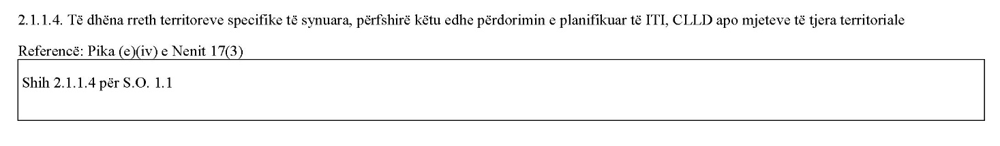 2.1.1.4. Të dhëna rreth territoreve specifike të synuara, përfshirë këtu edhe përdorimin e planifikuar të ITI, CLLD apo mjeteve të tjera territoriale
Referencë: Pika (e)(iv) e Nenit 17(3)
Shih 2.1.1.4 për S.O. 1.1